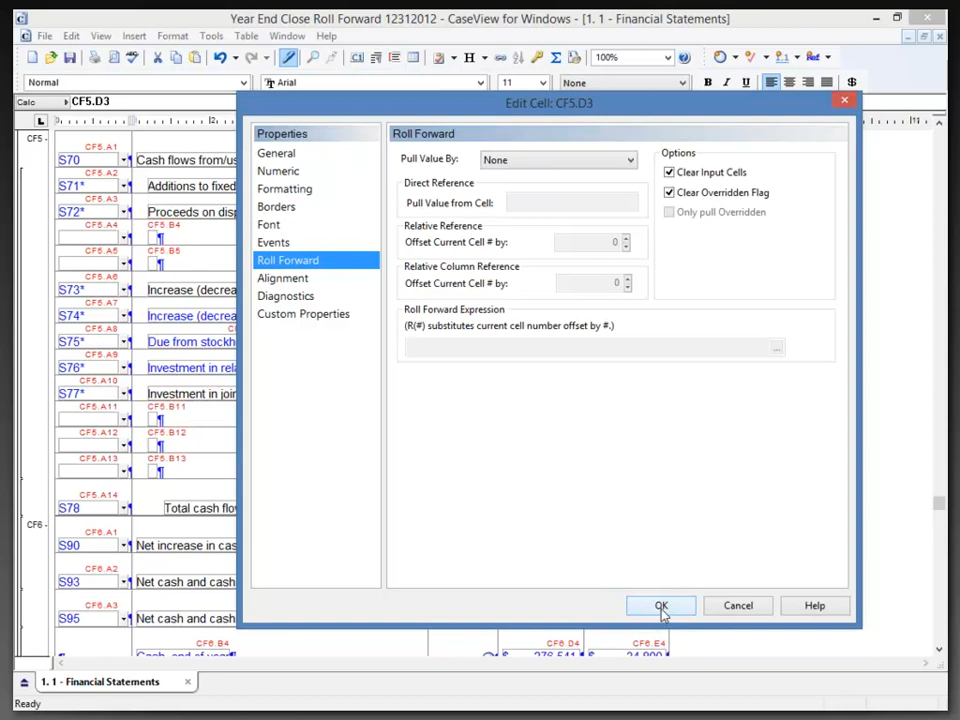 Year End Close Roll Forward 12312012 - CaseView for Windows - [1. 1 - Financial Statements]
File Edit View Insert Format Tools Table Window Help
100%
Normal Arial 11 None B I U $
Calc CF5.D3
Edit Cell: CF5.D3
Properties
General
Numeric
Formatting
Borders
Font
Events
Roll Forward
Alignment
Diagnostics
Custom Properties
Roll Forward
Pull Value By: None
Direct Reference
Pull Value from Cell:
Relative Reference
Offset Current Cell # by: 0
Relative Column Reference
Offset Current Cell # by: 0
Roll Forward Expression
(R(#) substitutes current cell number offset by #.)
...
Options
Clear Input Cells
Clear Overridden Flag
Only pull Overridden
OK Cancel Help
CF5 -
CF5.A1
S70 Cash flows from/us
CF5.A2
S71* Additions to fixed
CF5.A3
S72* Proceeds on disp
CF5.A4 CF5.B4
CF5.A5 CF5.B5
CF5.A6
S73* Increase (decrea
CF5.A7
S74* Increase (decrea
CF5.A8
S75* Due from stockh
CF5.A9
S76* Investment in rela
CF5.A10
S77* Investment in join
CF5.A11 CF5.B11
CF5.A12 CF5.B12
CF5.A13 CF5.B13
CF5.A14
S78 Total cash flow
CF6 -
CF6.A1
S90 Net increase in cas
CF6.A2
S93 Net cash and cash
CF6.A3
S95 Net cash and cash
CF6.B4 CF6.D4 CF6.E4
Cash, end of year $ 276,541 $ 24,800
1. 1 - Financial Statements
Ready